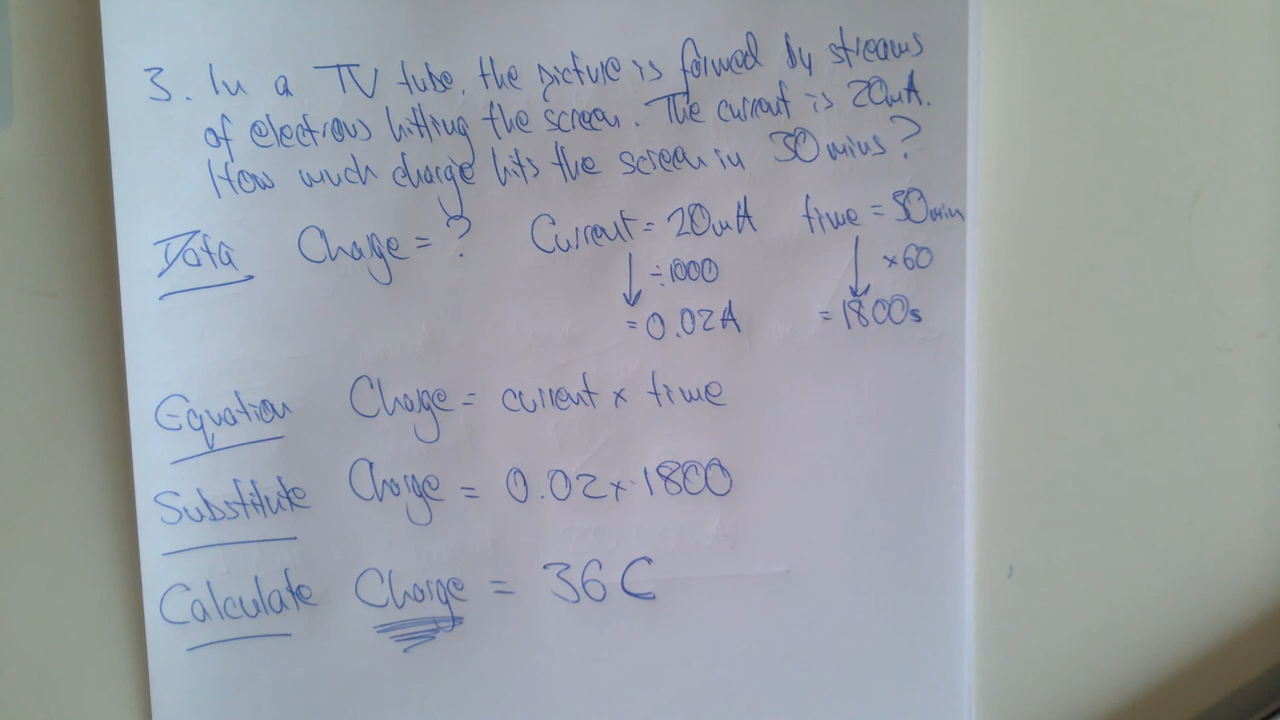 3. In a TV tube, the picture is formed by streams
of electrons hitting the screen. The current is 20mA.
How much charge hits the screen in 30 mins?
Data Charge = ? Current = 20mA time = 30min
÷1000 ×60
= 0.02A = 1800s
Equation Charge = current × time
Substitute Charge = 0.02 × 1800
Calculate Charge = 36 C